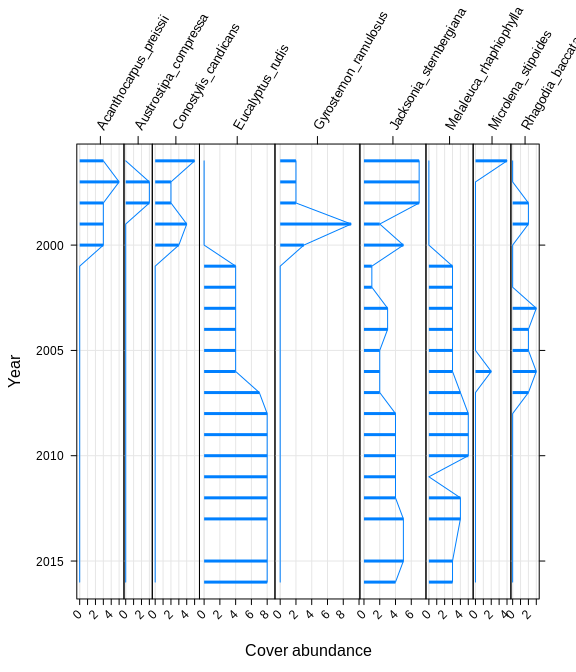 Acanthocarpus_preissii
Austrostipa_compressa
Conostylis_candicans
Eucalyptus_rudis
Gyrostemon_ramulosus
Jacksonia_sternbergiana
Melaleuca_rhaphiophylla
Microlena_stipoides
Rhagodia_baccata
2000
2005
2010
2015
Year
0 2 4 0 2 0 2 4 0 2 4 6 8 0 2 4 6 8 0 2 4 6 0 2 4 0 2 4 0 2
Cover abundance